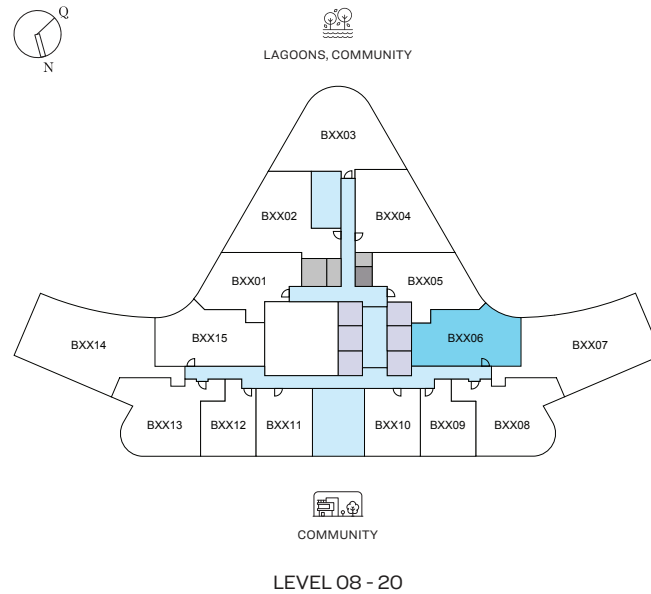 Q
N
LAGOONS, COMMUNITY
BXX03
BXX02
BXX04
BXX01
BXX05
BXX14
BXX15
BXX06
BXX07
BXX13
BXX12
BXX11
BXX10
BXX09
BXX08
COMMUNITY
LEVEL 08 - 20